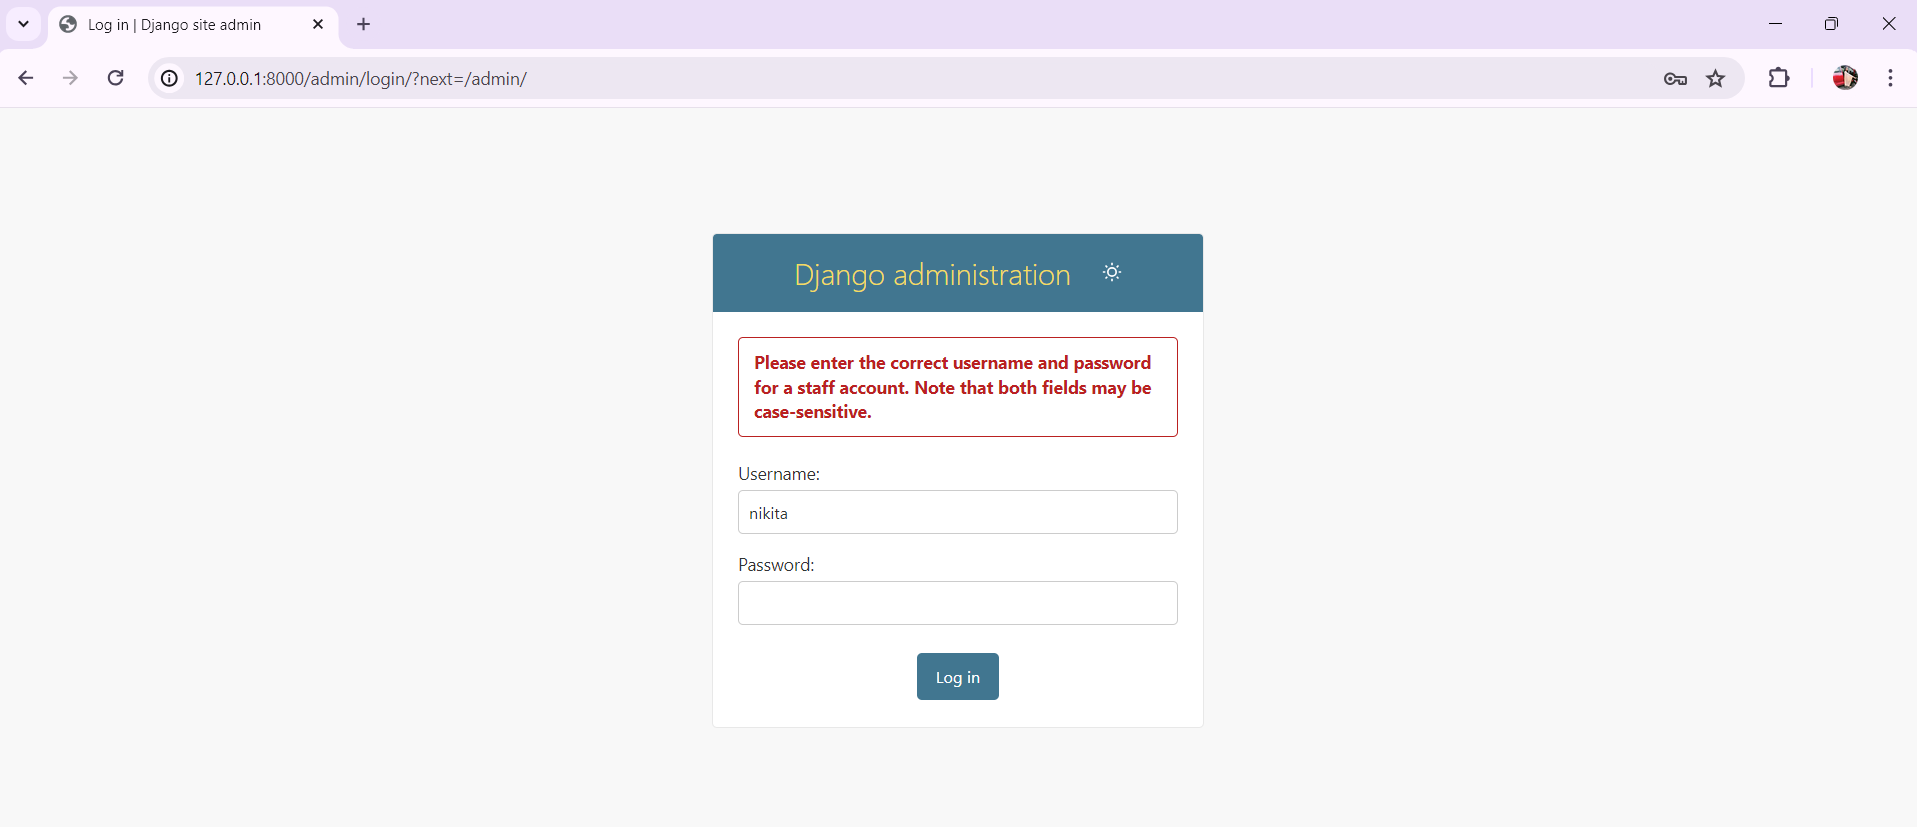 Log in | Django site admin
127.0.0.1:8000/admin/login/?next=/admin/
Django administration
Please enter the correct username and password
for a staff account. Note that both fields may be
case-sensitive.
Username:
nikita
Password:
Log in